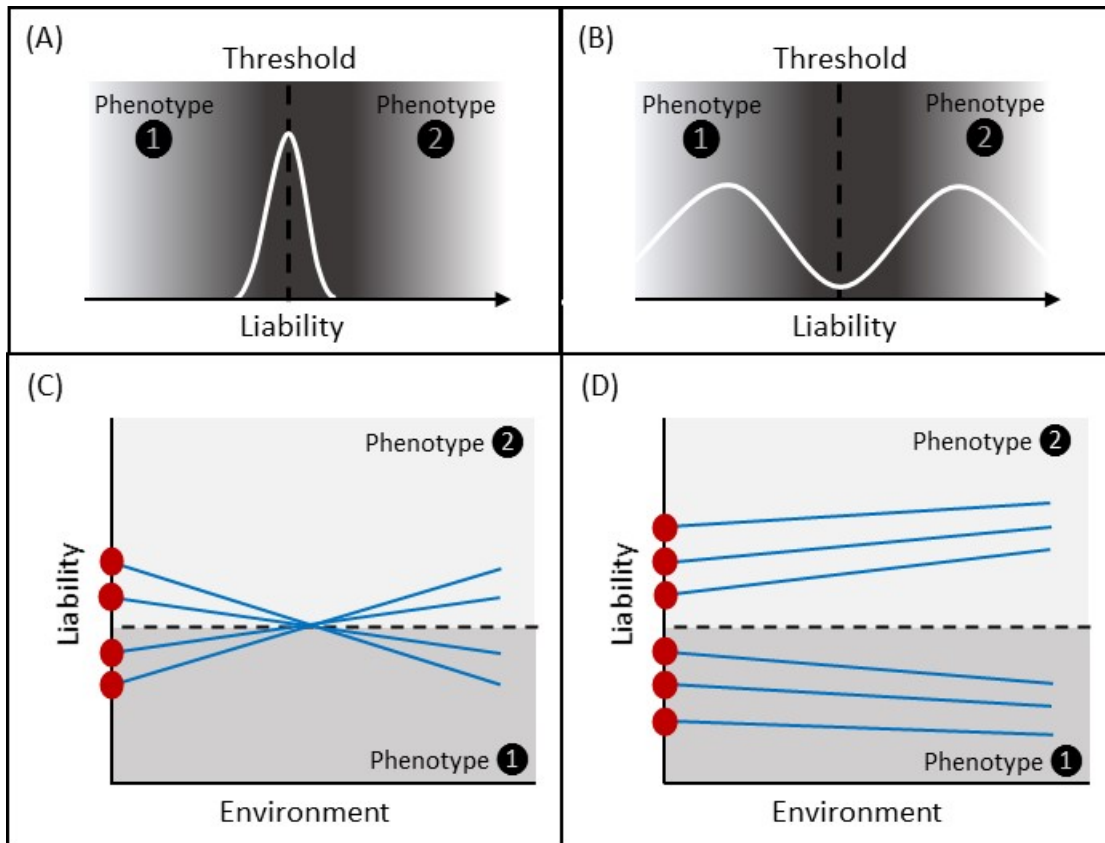 (A)
Threshold
Phenotype
1
Phenotype
2
Liability
(B)
Threshold
Phenotype
1
Phenotype
2
Liability
(C)
Phenotype 2
Liability
Phenotype 1
Environment
(D)
Phenotype 2
Liability
Phenotype 1
Environment